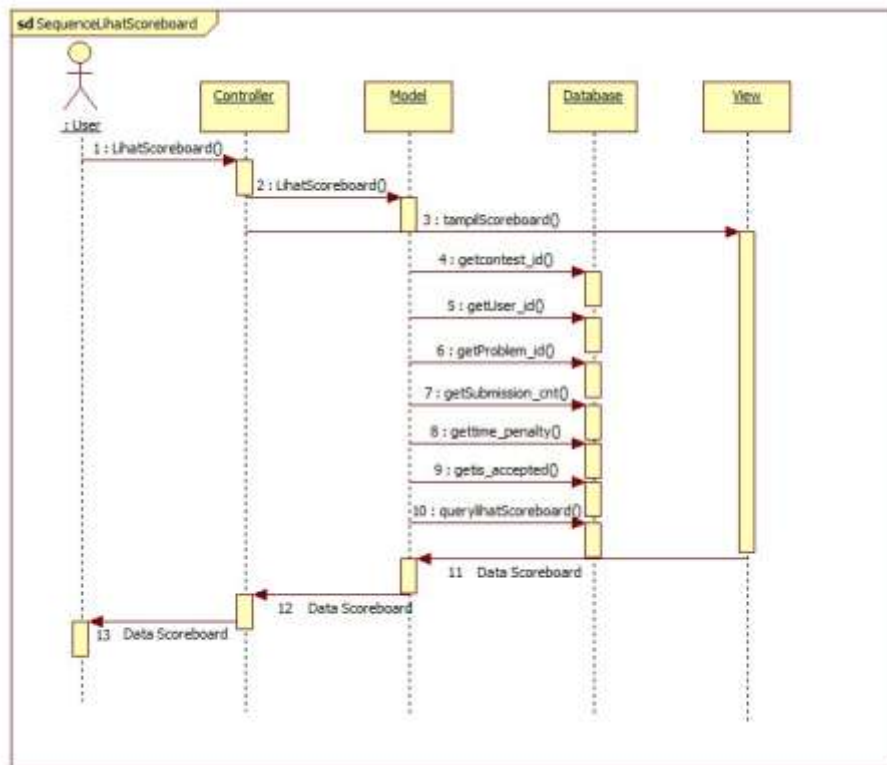 sd SequenceLihatScoreboard
: User
Controller
Model
Database
View
1 : LihatScoreboard()
2 : LihatScoreboard()
3 : tampilScoreboard()
4 : getcontest_id()
5 : getUser_id()
6 : getProblem_id()
7 : getSubmission_cnt()
8 : gettime_penalty()
9 : getis_accepted()
10 : querylihatScoreboard()
11 Data Scoreboard
12 Data Scoreboard
13 Data Scoreboard